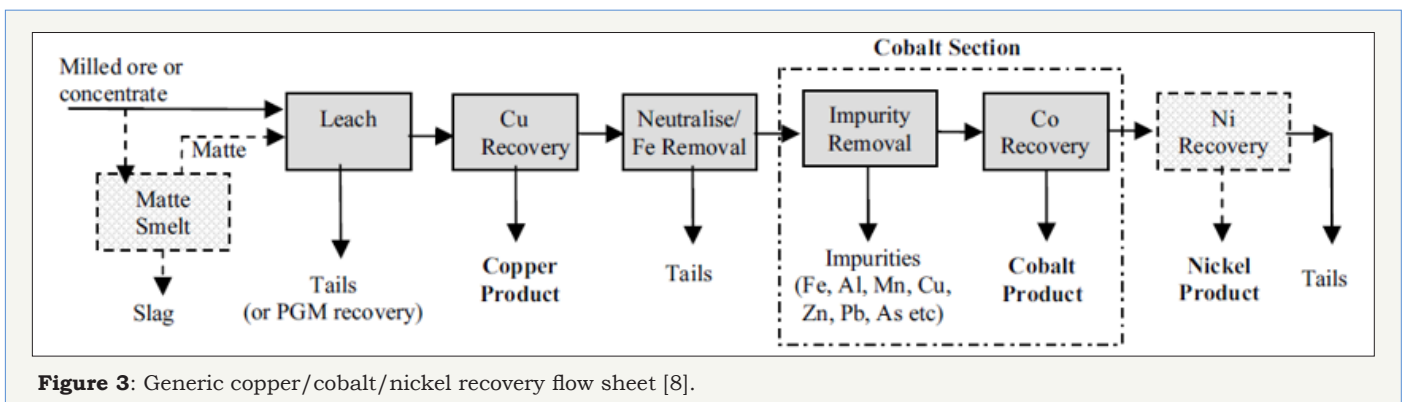 Cobalt Section
Milled ore or
concentrate
Matte
Matte
Smelt
Slag
Leach
Tails
(or PGM recovery)
Cu
Recovery
Copper
Product
Neutralise/
Fe Removal
Tails
Impurity
Removal
Impurities
(Fe, Al, Mn, Cu,
Zn, Pb, As etc)
Co
Recovery
Cobalt
Product
Ni
Recovery
Nickel
Product
Tails
Figure 3: Generic copper/cobalt/nickel recovery flow sheet [8].